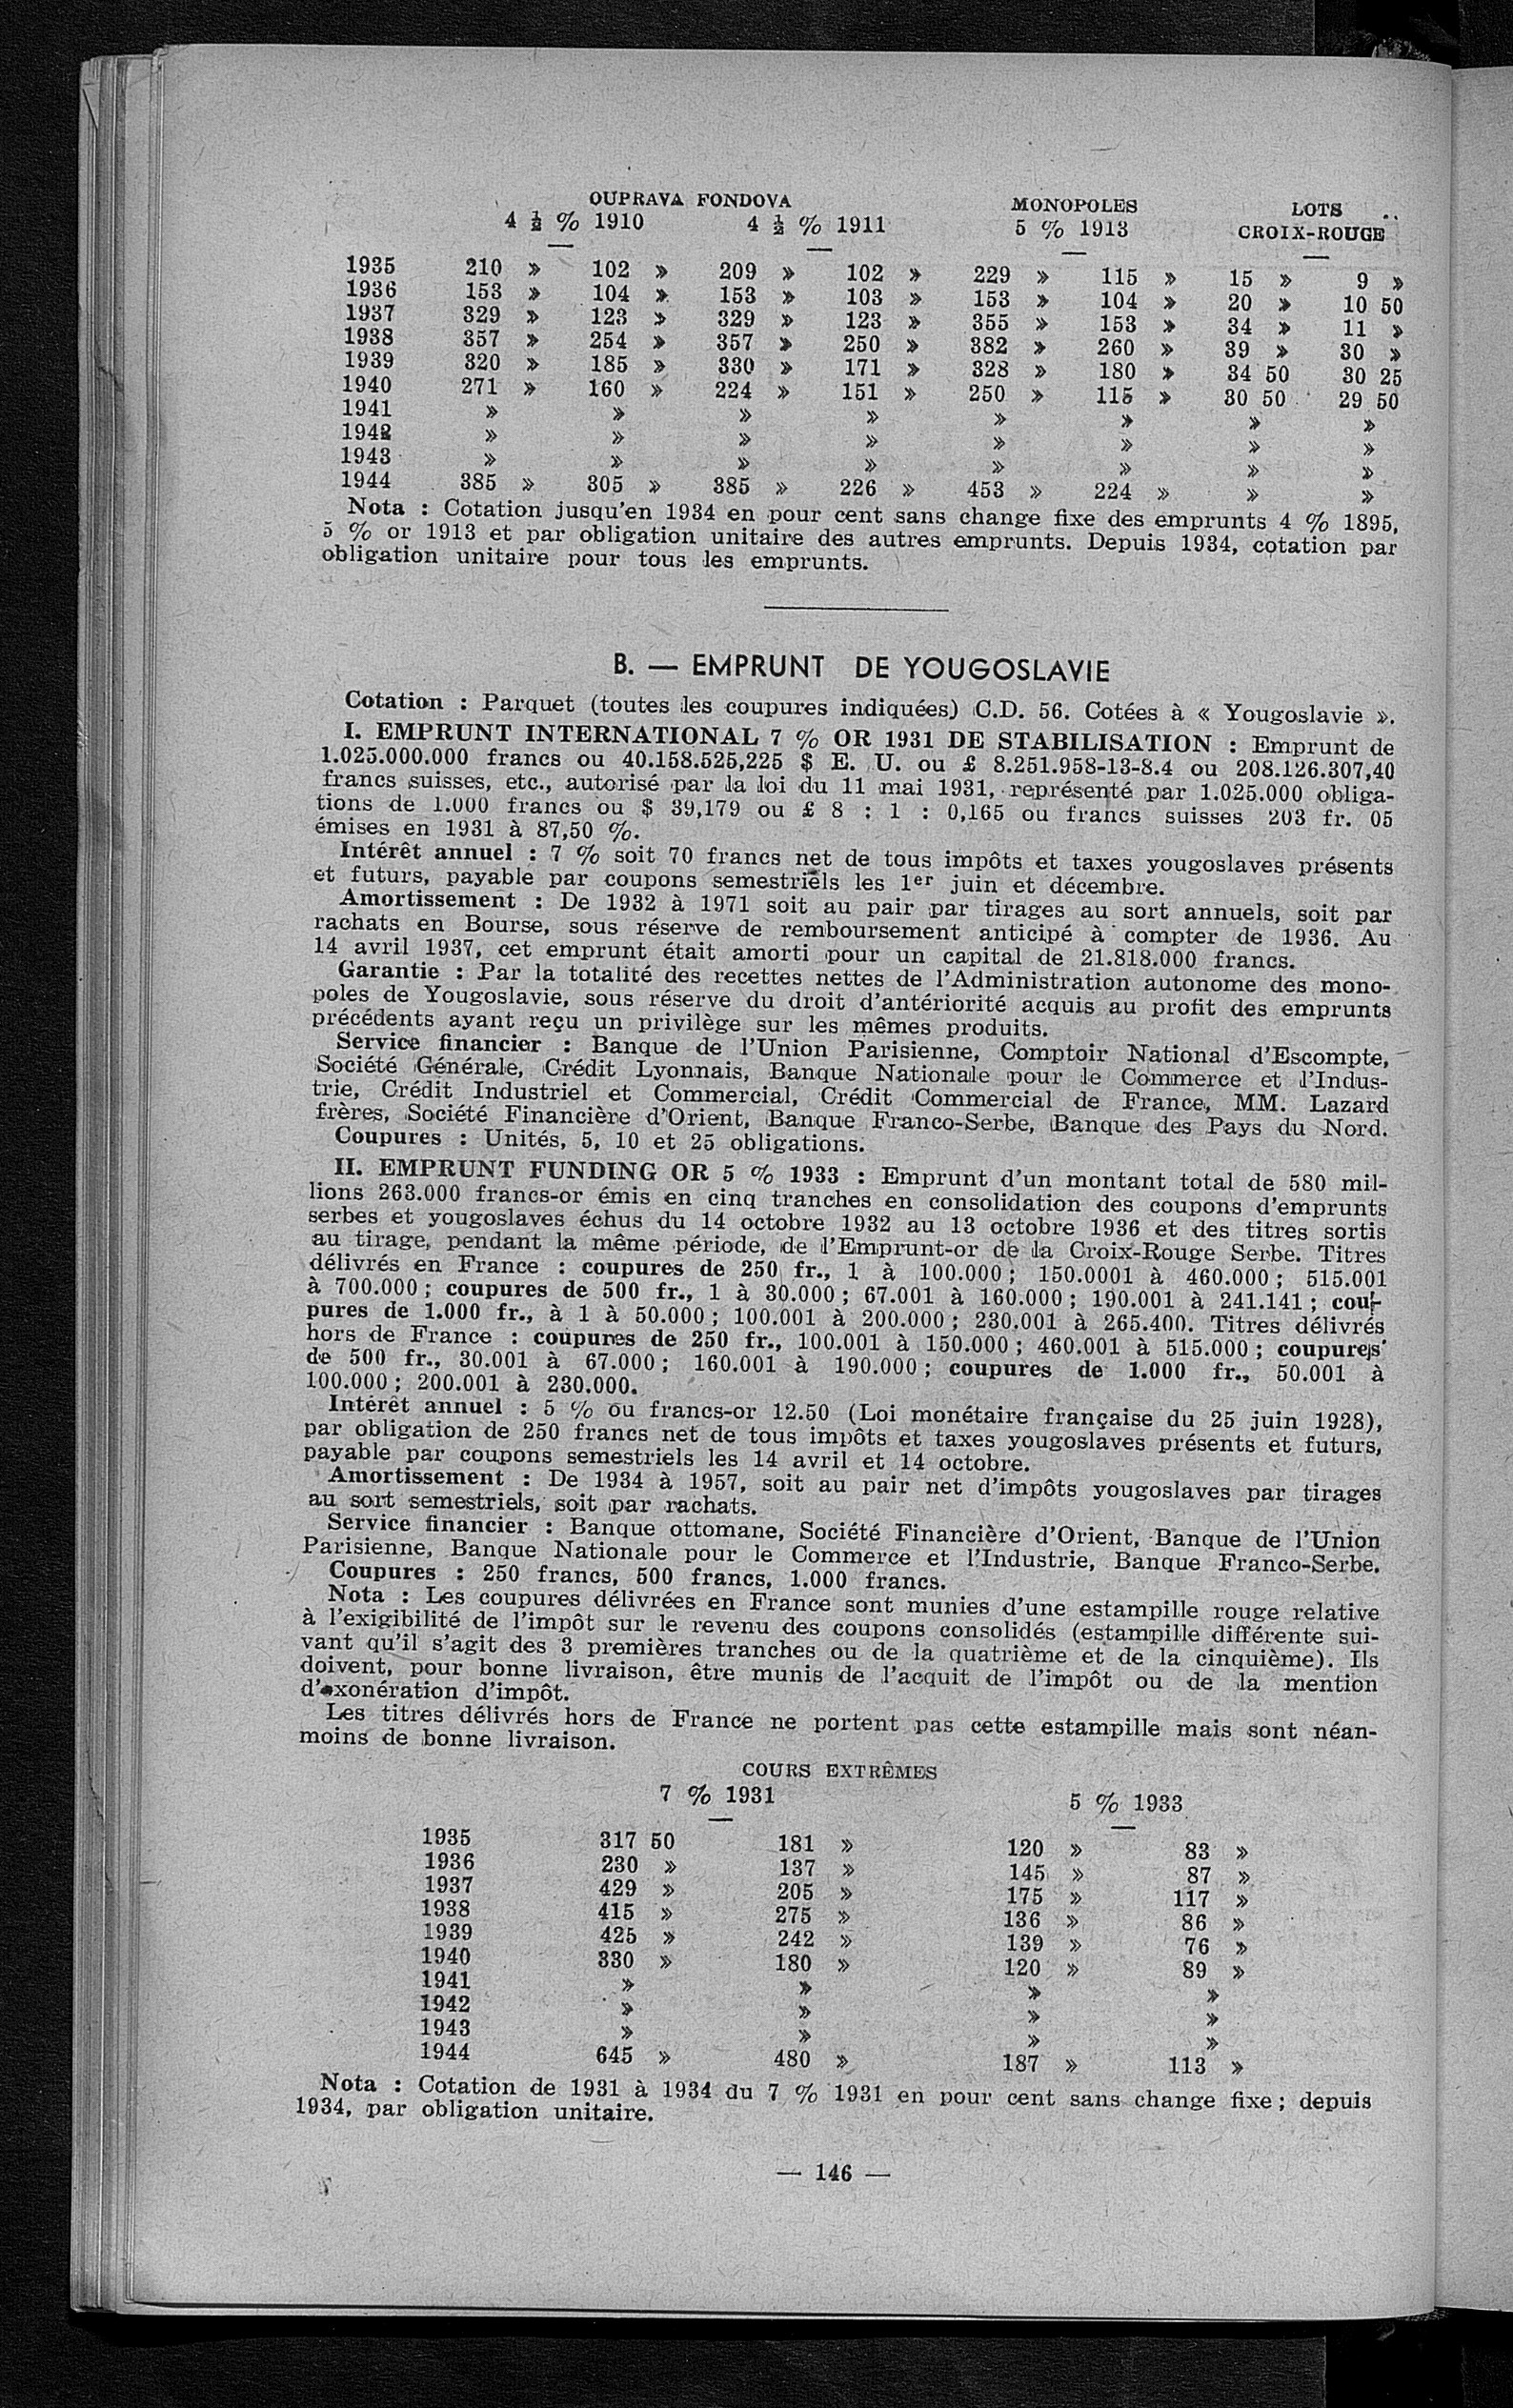 OUPRAVA FONDOVA MONOPOLES LOTS
4 ½ % 1910 4 ½ % 1911 5 % 1913 CROIX-ROUGE
1935 210 » 102 » 209 » 102 » 229 » 115 » 15 » 9 »
1936 153 » 104 » 153 » 103 » 153 » 104 » 20 » 10 50
1937 329 » 123 » 329 » 123 » 355 » 153 » 34 » 11 »
1938 357 » 254 » 357 » 250 » 382 » 260 » 39 » 30 »
1939 320 » 185 » 330 » 171 » 328 » 180 » 34 50 30 25
1940 271 » 160 » 224 » 151 » 250 » 115 » 30 50 29 50
1941 » » » » » » » »
1942 » » » » » » » »
1943 » » » » » » » »
1944 385 » 305 » 385 » 226 » 453 » 224 » » »
Nota : Cotation jusqu'en 1934 en pour cent sans change fixe des emprunts 4 % 1895,
5 % or 1913 et par obligation unitaire des autres emprunts. Depuis 1934, cotation par
obligation unitaire pour tous les emprunts.
B. — EMPRUNT DE YOUGOSLAVIE
Cotation : Parquet (toutes les coupures indiquées) C.D. 56. Cotées à « Yougoslavie ».
I. EMPRUNT INTERNATIONAL 7 % OR 1931 DE STABILISATION : Emprunt de
1.025.000.000 francs ou 40.158.525,225 $ E. U. ou £ 8.251.958-13-8.4 ou 208.126.307,40
francs suisses, etc., autorisé par la loi du 11 mai 1931, représenté par 1.025.000 obliga-
tions de 1.000 francs ou $ 39,179 ou £ 8 : 1 : 0,165 ou francs suisses 203 fr. 05
émises en 1931 à 87,50 %.
Intérêt annuel : 7 % soit 70 francs net de tous impôts et taxes yougoslaves présents
et futurs, payable par coupons semestriels les 1er juin et décembre.
Amortissement : De 1932 à 1971 soit au pair par tirages au sort annuels, soit par
rachats en Bourse, sous réserve de remboursement anticipé à compter de 1936. Au
14 avril 1937, cet emprunt était amorti pour un capital de 21.818.000 francs.
Garantie : Par la totalité des recettes nettes de l'Administration autonome des mono-
poles de Yougoslavie, sous réserve du droit d'antériorité acquis au profit des emprunts
précédents ayant reçu un privilège sur les mêmes produits.
Service financier : Banque de l'Union Parisienne, Comptoir National d'Escompte,
Société Générale, Crédit Lyonnais, Banque Nationale pour le Commerce et l'Indus-
trie, Crédit Industriel et Commercial, Crédit Commercial de France, MM. Lazard
frères, Société Financière d'Orient, Banque Franco-Serbe, Banque des Pays du Nord.
Coupures : Unités, 5, 10 et 25 obligations.
II. EMPRUNT FUNDING OR 5 % 1933 : Emprunt d'un montant total de 580 mil-
lions 263.000 francs-or émis en cinq tranches en consolidation des coupons d'emprunts
serbes et yougoslaves échus du 14 octobre 1932 au 13 octobre 1936 et des titres sortis
au tirage, pendant la même période, de l'Emprunt-or de la Croix-Rouge Serbe. Titres
délivrés en France : coupures de 250 fr., 1 à 100.000 ; 150.0001 à 460.000 ; 515.001
à 700.000 ; coupures de 500 fr., 1 à 30.000 ; 67.001 à 160.000 ; 190.001 à 241.141 ; cou-
pures de 1.000 fr., à 1 à 50.000 ; 100.001 à 200.000 ; 230.001 à 265.400. Titres délivrés
hors de France : coupures de 250 fr., 100.001 à 150.000 ; 460.001 à 515.000 ; coupures
de 500 fr., 30.001 à 67.000 ; 160.001 à 190.000 ; coupures de 1.000 fr., 50.001 à
100.000 ; 200.001 à 230.000.
Intérêt annuel : 5 % ou francs-or 12.50 (Loi monétaire française du 25 juin 1928),
par obligation de 250 francs net de tous impôts et taxes yougoslaves présents et futurs,
payable par coupons semestriels les 14 avril et 14 octobre.
Amortissement : De 1934 à 1957, soit au pair net d'impôts yougoslaves par tirages
au sort semestriels, soit par rachats.
Service financier : Banque ottomane, Société Financière d'Orient, Banque de l'Union
Parisienne, Banque Nationale pour le Commerce et l'Industrie, Banque Franco-Serbe.
Coupures : 250 francs, 500 francs, 1.000 francs.
Nota : Les coupures délivrées en France sont munies d'une estampille rouge relative
à l'exigibilité de l'impôt sur le revenu des coupons consolidés (estampille différente sui-
vant qu'il s'agit des 3 premières tranches ou de la quatrième et de la cinquième). Ils
doivent, pour bonne livraison, être munis de l'acquit de l'impôt ou de la mention
d'exonération d'impôt.
Les titres délivrés hors de France ne portent pas cette estampille mais sont néan-
moins de bonne livraison.
COURS EXTRÊMES
7 % 1931 5 % 1933
1935 317 50 181 » 120 » 83 »
1936 230 » 137 » 145 » 87 »
1937 429 » 205 » 175 » 117 »
1938 415 » 275 » 136 » 86 »
1939 425 » 242 » 139 » 76 »
1940 330 » 180 » 120 » 89 »
1941 » » » »
1942 » » » »
1943 » » » »
1944 645 » 480 » 187 » 113 »
Nota : Cotation de 1931 à 1934 du 7 % 1931 en pour cent sans change fixe ; depuis
1934, par obligation unitaire.
— 146 —